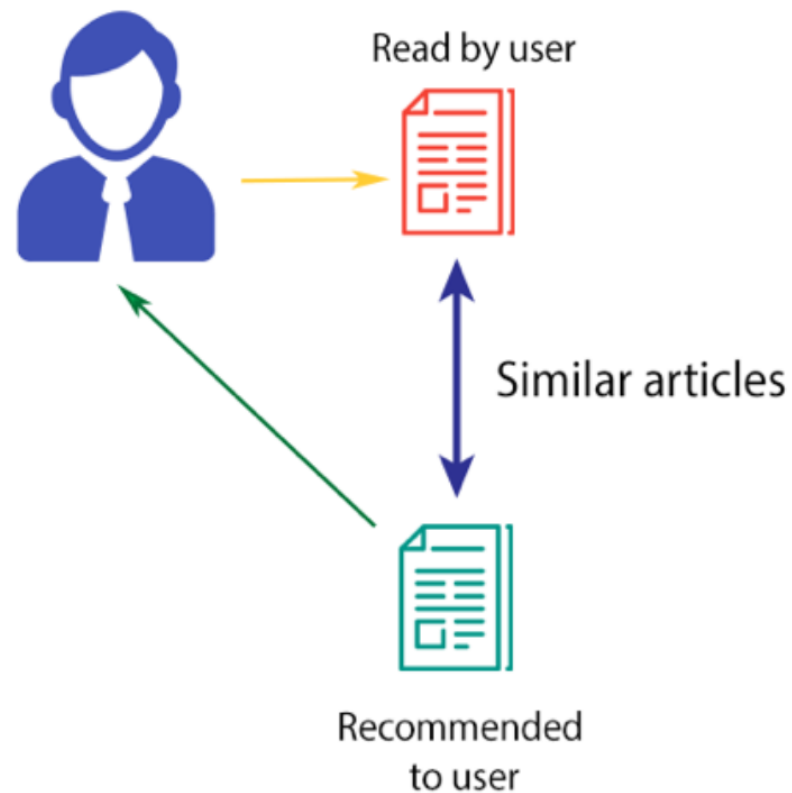 Read by user
Similar articles
Recommended
to user